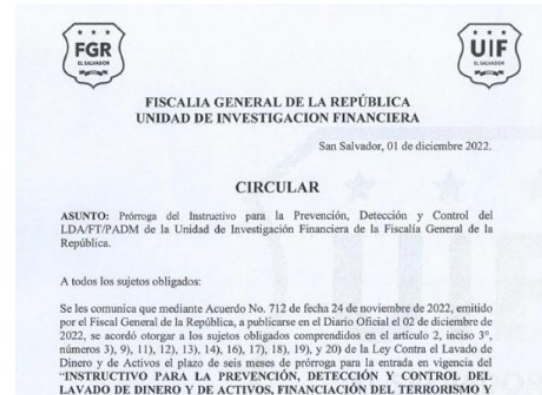 FGR
EL SALVADOR
UIF
EL SALVADOR
FISCALIA GENERAL DE LA REPÚBLICA
UNIDAD DE INVESTIGACION FINANCIERA
San Salvador, 01 de diciembre 2022.
CIRCULAR
ASUNTO: Prórroga del Instructivo para la Prevención, Detección y Control del
LDA/FT/PADM de la Unidad de Investigación Financiera de la Fiscalía General de la
República.
A todos los sujetos obligados:
Se les comunica que mediante Acuerdo No. 712 de fecha 24 de noviembre de 2022, emitido
por el Fiscal General de la República, a publicarse en el Diario Oficial el 02 de diciembre de
2022, se acordó otorgar a los sujetos obligados comprendidos en el artículo 2, inciso 3°,
números 3), 9), 11), 12), 13), 14), 16), 17), 18), 19), y 20) de la Ley Contra el Lavado de
Dinero y de Activos el plazo de seis meses de prórroga para la entrada en vigencia del
"INSTRUCTIVO PARA LA PREVENCIÓN, DETECCIÓN Y CONTROL DEL
LAVADO DE DINERO Y DE ACTIVOS, FINANCIACIÓN DEL TERRORISMO Y